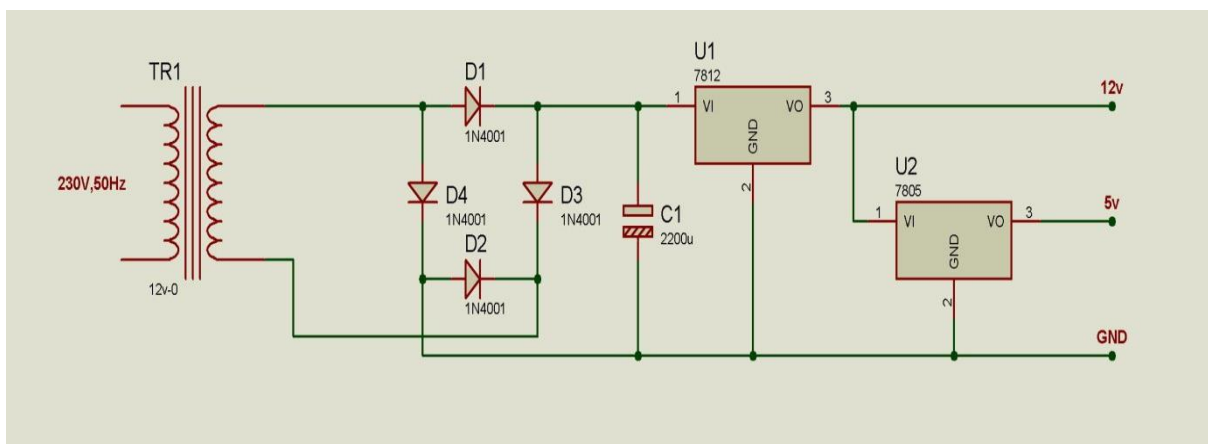 TR1
230V,50Hz
12v-0
D1
1N4001
D4
1N4001
D3
1N4001
D2
1N4001
C1
2200u
U1
7812
1
VI
VO
3
GND
2
12v
U2
7805
1
VI
VO
3
GND
2
5v
GND